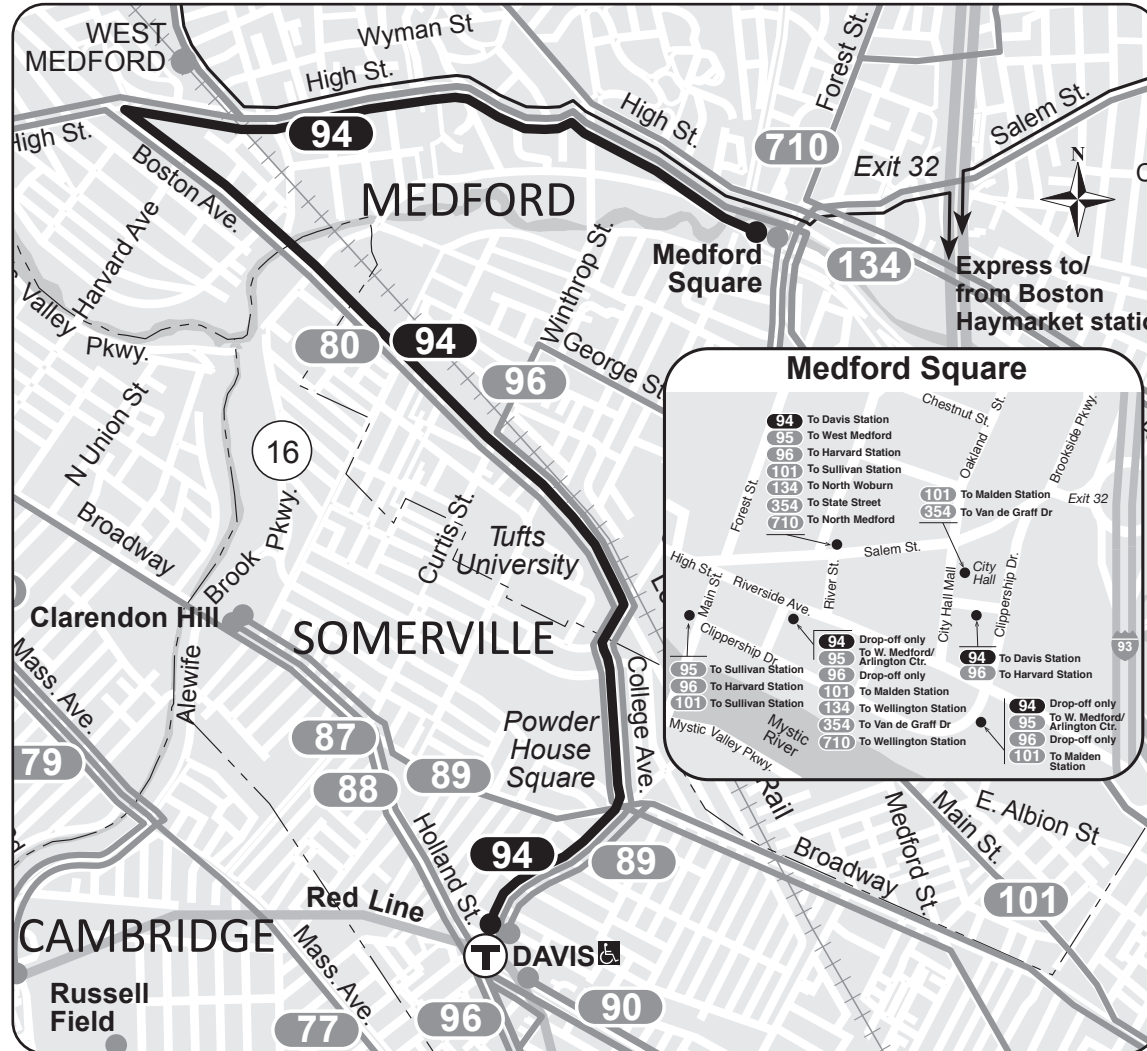 WEST
MEDFORD
Wyman St
High St.
Forest St.
High St.
94
High St.
710
Salem St.
Exit 32
N
Boston Ave.
MEDFORD
Harvard Ave
Winthrop St.
Medford
Square
134
Express to/
from Boston
Haymarket static
Valley
Pkwy.
80
94
96
George St
N Union St
16
Pkwy.
Broadway
Brook
Curtis St.
Tufts
University
Clarendon Hill
SOMERVILLE
Alewife
Mass. Ave.
College Ave.
Powder
House
Square
79
87
89
88
Holland St.
94
89
Rail
Medford St.
Main St.
E. Albion St
Broadway
101
Red Line
CAMBRIDGE
Mass. Ave.
T DAVIS
Russell
Field
77
96
90
Medford Square
94 To Davis Station
95 To West Medford
96 To Harvard Station
101 To Sullivan Station
134 To North Woburn
354 To State Street
710 To North Medford
Chestnut St.
Oakland St.
Brookside Pkwy.
101 To Malden Station
354 To Van de Graff Dr
Exit 32
Forest St.
Salem St.
High St.
Main St.
Riverside Ave.
River St.
City Hall Mall
City
Hall
Clippership Dr.
Clippership Dr.
93
95 To Sullivan Station
96 To Harvard Station
101 To Sullivan Station
94 Drop-off only
95 To W. Medford/
Arlington Ctr.
96 Drop-off only
101 To Malden Station
134 To Wellington Station
354 To Van de Graff Dr
710 To Wellington Station
94 To Davis Station
96 To Harvard Station
94 Drop-off only
95 To W. Medford/
Arlington Ctr.
96 Drop-off only
101 To Malden
Station
Mystic
River
Mystic Valley Pkwy.